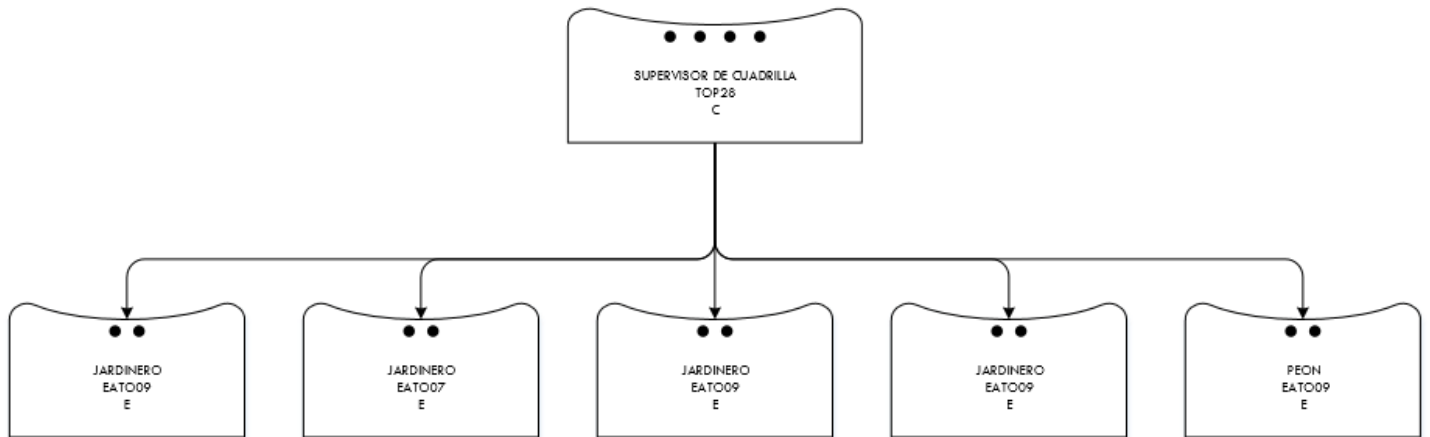 SUPERVISOR DE CUADRILLA
TOP28
C
JARDINERO
EATO09
E
JARDINERO
EATO07
E
JARDINERO
EATO09
E
JARDINERO
EATO09
E
PEON
EATO09
E